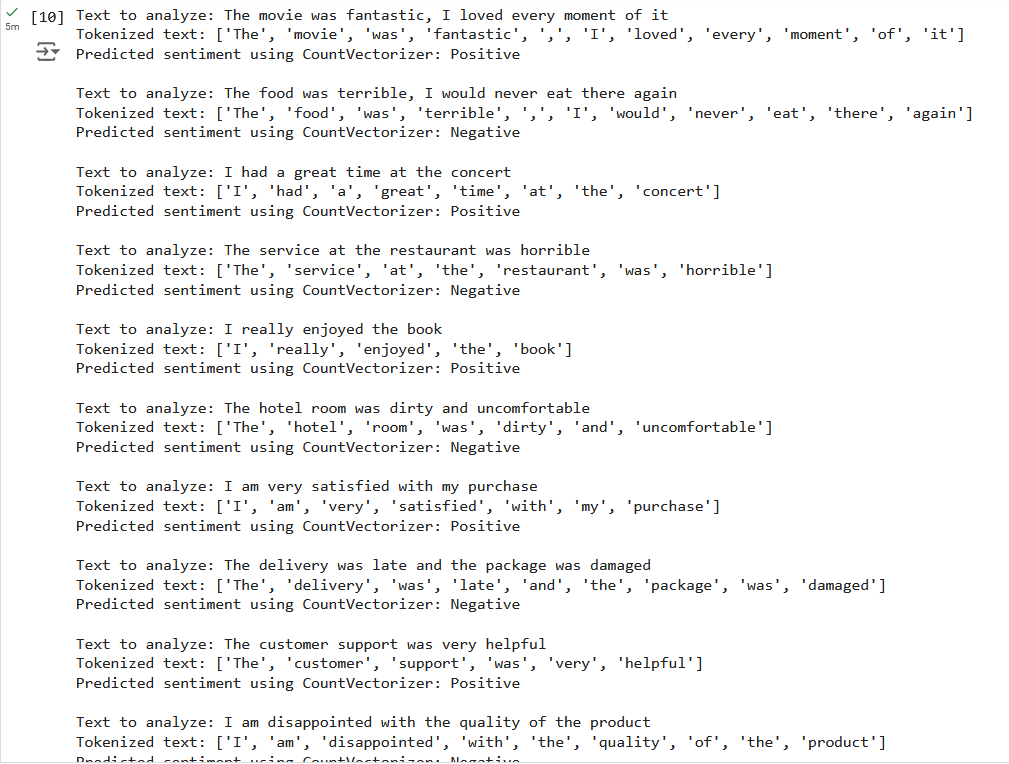 [10] Text to analyze: The movie was fantastic, I loved every moment of it
5m
Tokenized text: ['The', 'movie', 'was', 'fantastic', ',', 'I', 'loved', 'every', 'moment', 'of', 'it']
Predicted sentiment using CountVectorizer: Positive
Text to analyze: The food was terrible, I would never eat there again
Tokenized text: ['The', 'food', 'was', 'terrible', ',', 'I', 'would', 'never', 'eat', 'there', 'again']
Predicted sentiment using CountVectorizer: Negative
Text to analyze: I had a great time at the concert
Tokenized text: ['I', 'had', 'a', 'great', 'time', 'at', 'the', 'concert']
Predicted sentiment using CountVectorizer: Positive
Text to analyze: The service at the restaurant was horrible
Tokenized text: ['The', 'service', 'at', 'the', 'restaurant', 'was', 'horrible']
Predicted sentiment using CountVectorizer: Negative
Text to analyze: I really enjoyed the book
Tokenized text: ['I', 'really', 'enjoyed', 'the', 'book']
Predicted sentiment using CountVectorizer: Positive
Text to analyze: The hotel room was dirty and uncomfortable
Tokenized text: ['The', 'hotel', 'room', 'was', 'dirty', 'and', 'uncomfortable']
Predicted sentiment using CountVectorizer: Negative
Text to analyze: I am very satisfied with my purchase
Tokenized text: ['I', 'am', 'very', 'satisfied', 'with', 'my', 'purchase']
Predicted sentiment using CountVectorizer: Positive
Text to analyze: The delivery was late and the package was damaged
Tokenized text: ['The', 'delivery', 'was', 'late', 'and', 'the', 'package', 'was', 'damaged']
Predicted sentiment using CountVectorizer: Negative
Text to analyze: The customer support was very helpful
Tokenized text: ['The', 'customer', 'support', 'was', 'very', 'helpful']
Predicted sentiment using CountVectorizer: Positive
Text to analyze: I am disappointed with the quality of the product
Tokenized text: ['I', 'am', 'disappointed', 'with', 'the', 'quality', 'of', 'the', 'product']
Predicted sentiment using CountVectorizer: Negative